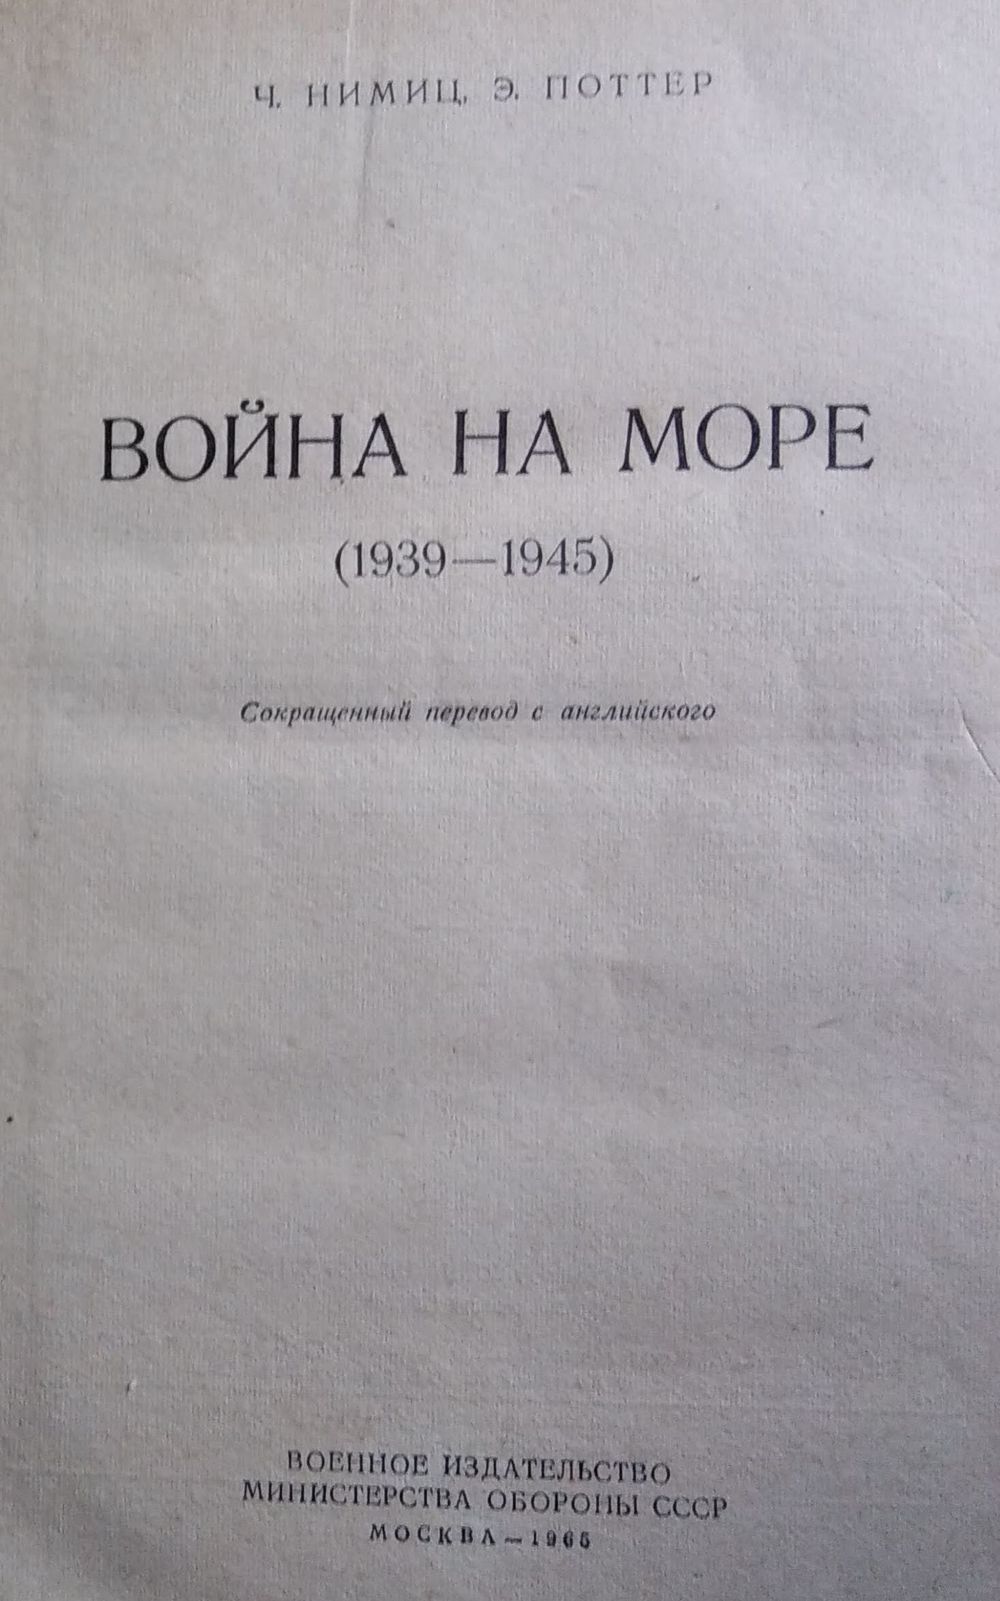 Ч. НИМИЦ, Э. ПОТТЕР
ВОЙНА НА МОРЕ
(1939—1945)
Сокращенный перевод с английского
ВОЕННОЕ ИЗДАТЕЛЬСТВО
МИНИСТЕРСТВА ОБОРОНЫ СССР
МОСКВА—1965